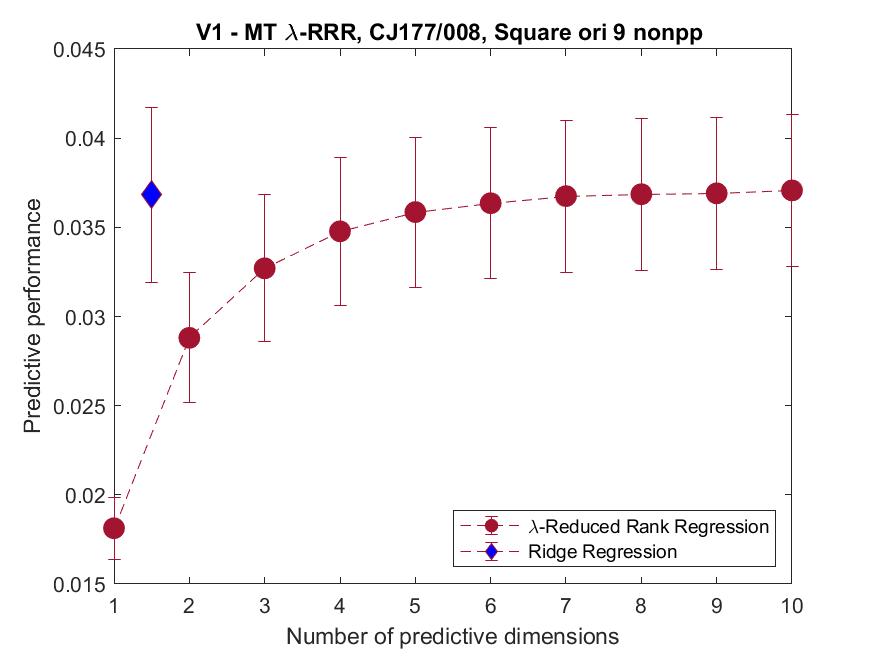 V1 - MT λ-RRR, CJ177/008, Square ori 9 nonpp
0.045
0.04
0.035
0.03
0.025
0.02
0.015
Predictive performance
1 2 3 4 5 6 7 8 9 10
Number of predictive dimensions
λ-Reduced Rank Regression
Ridge Regression